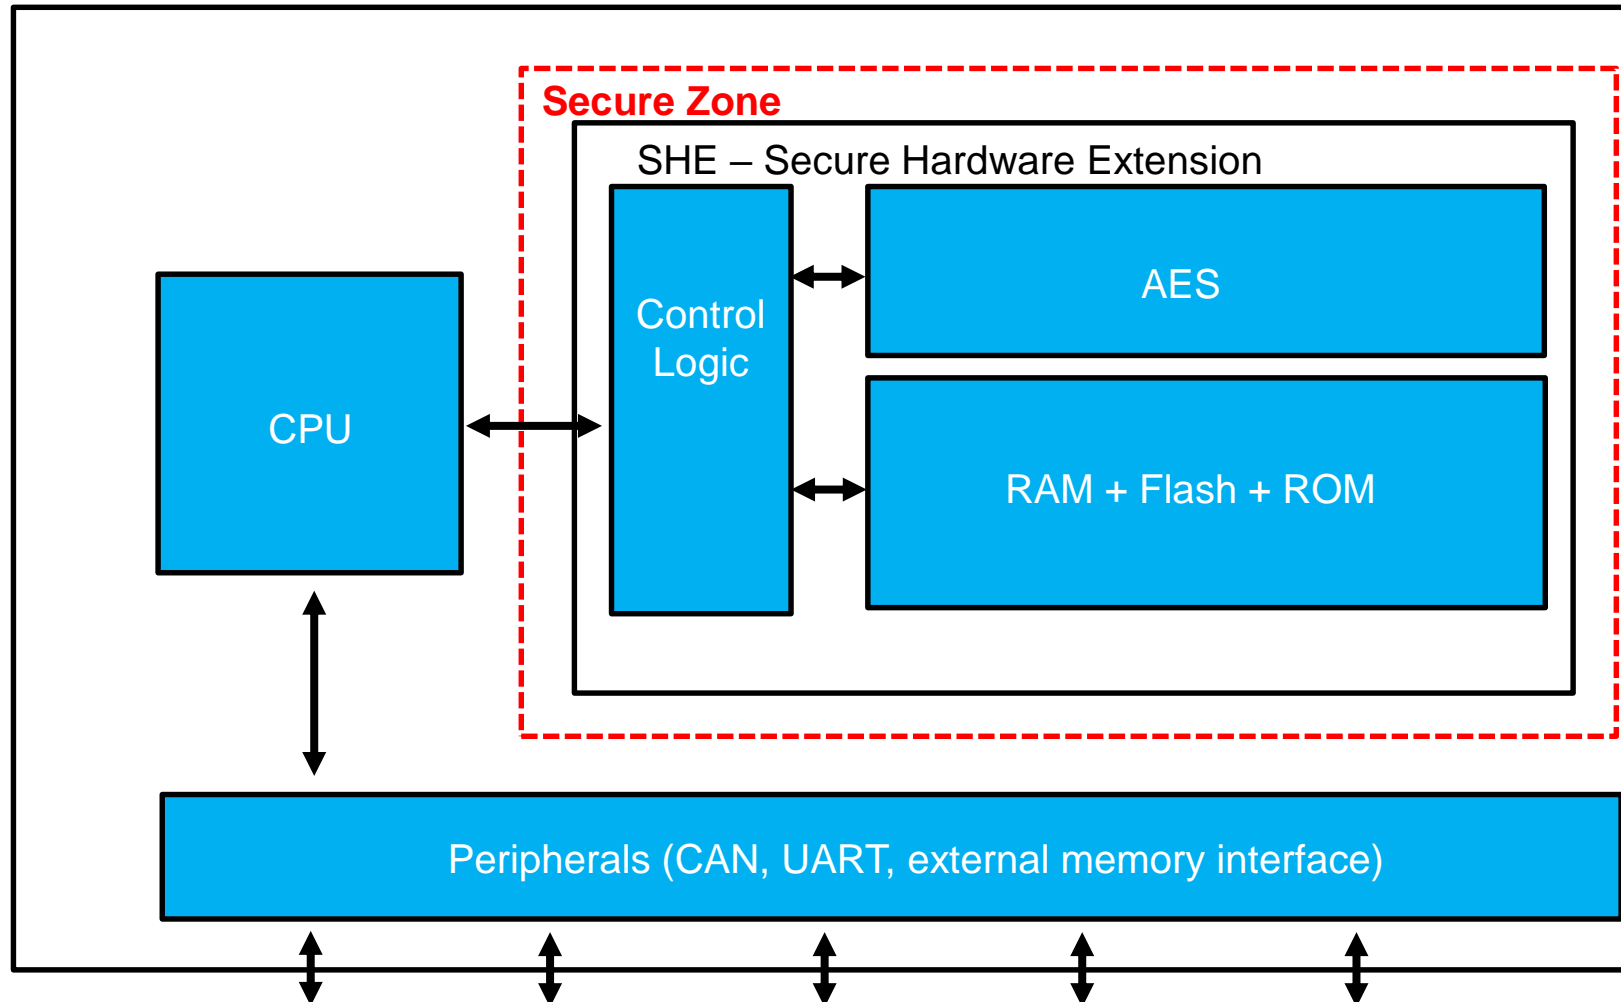 Secure Zone
SHE – Secure Hardware Extension
Control
Logic
AES
CPU
RAM + Flash + ROM
Peripherals (CAN, UART, external memory interface)